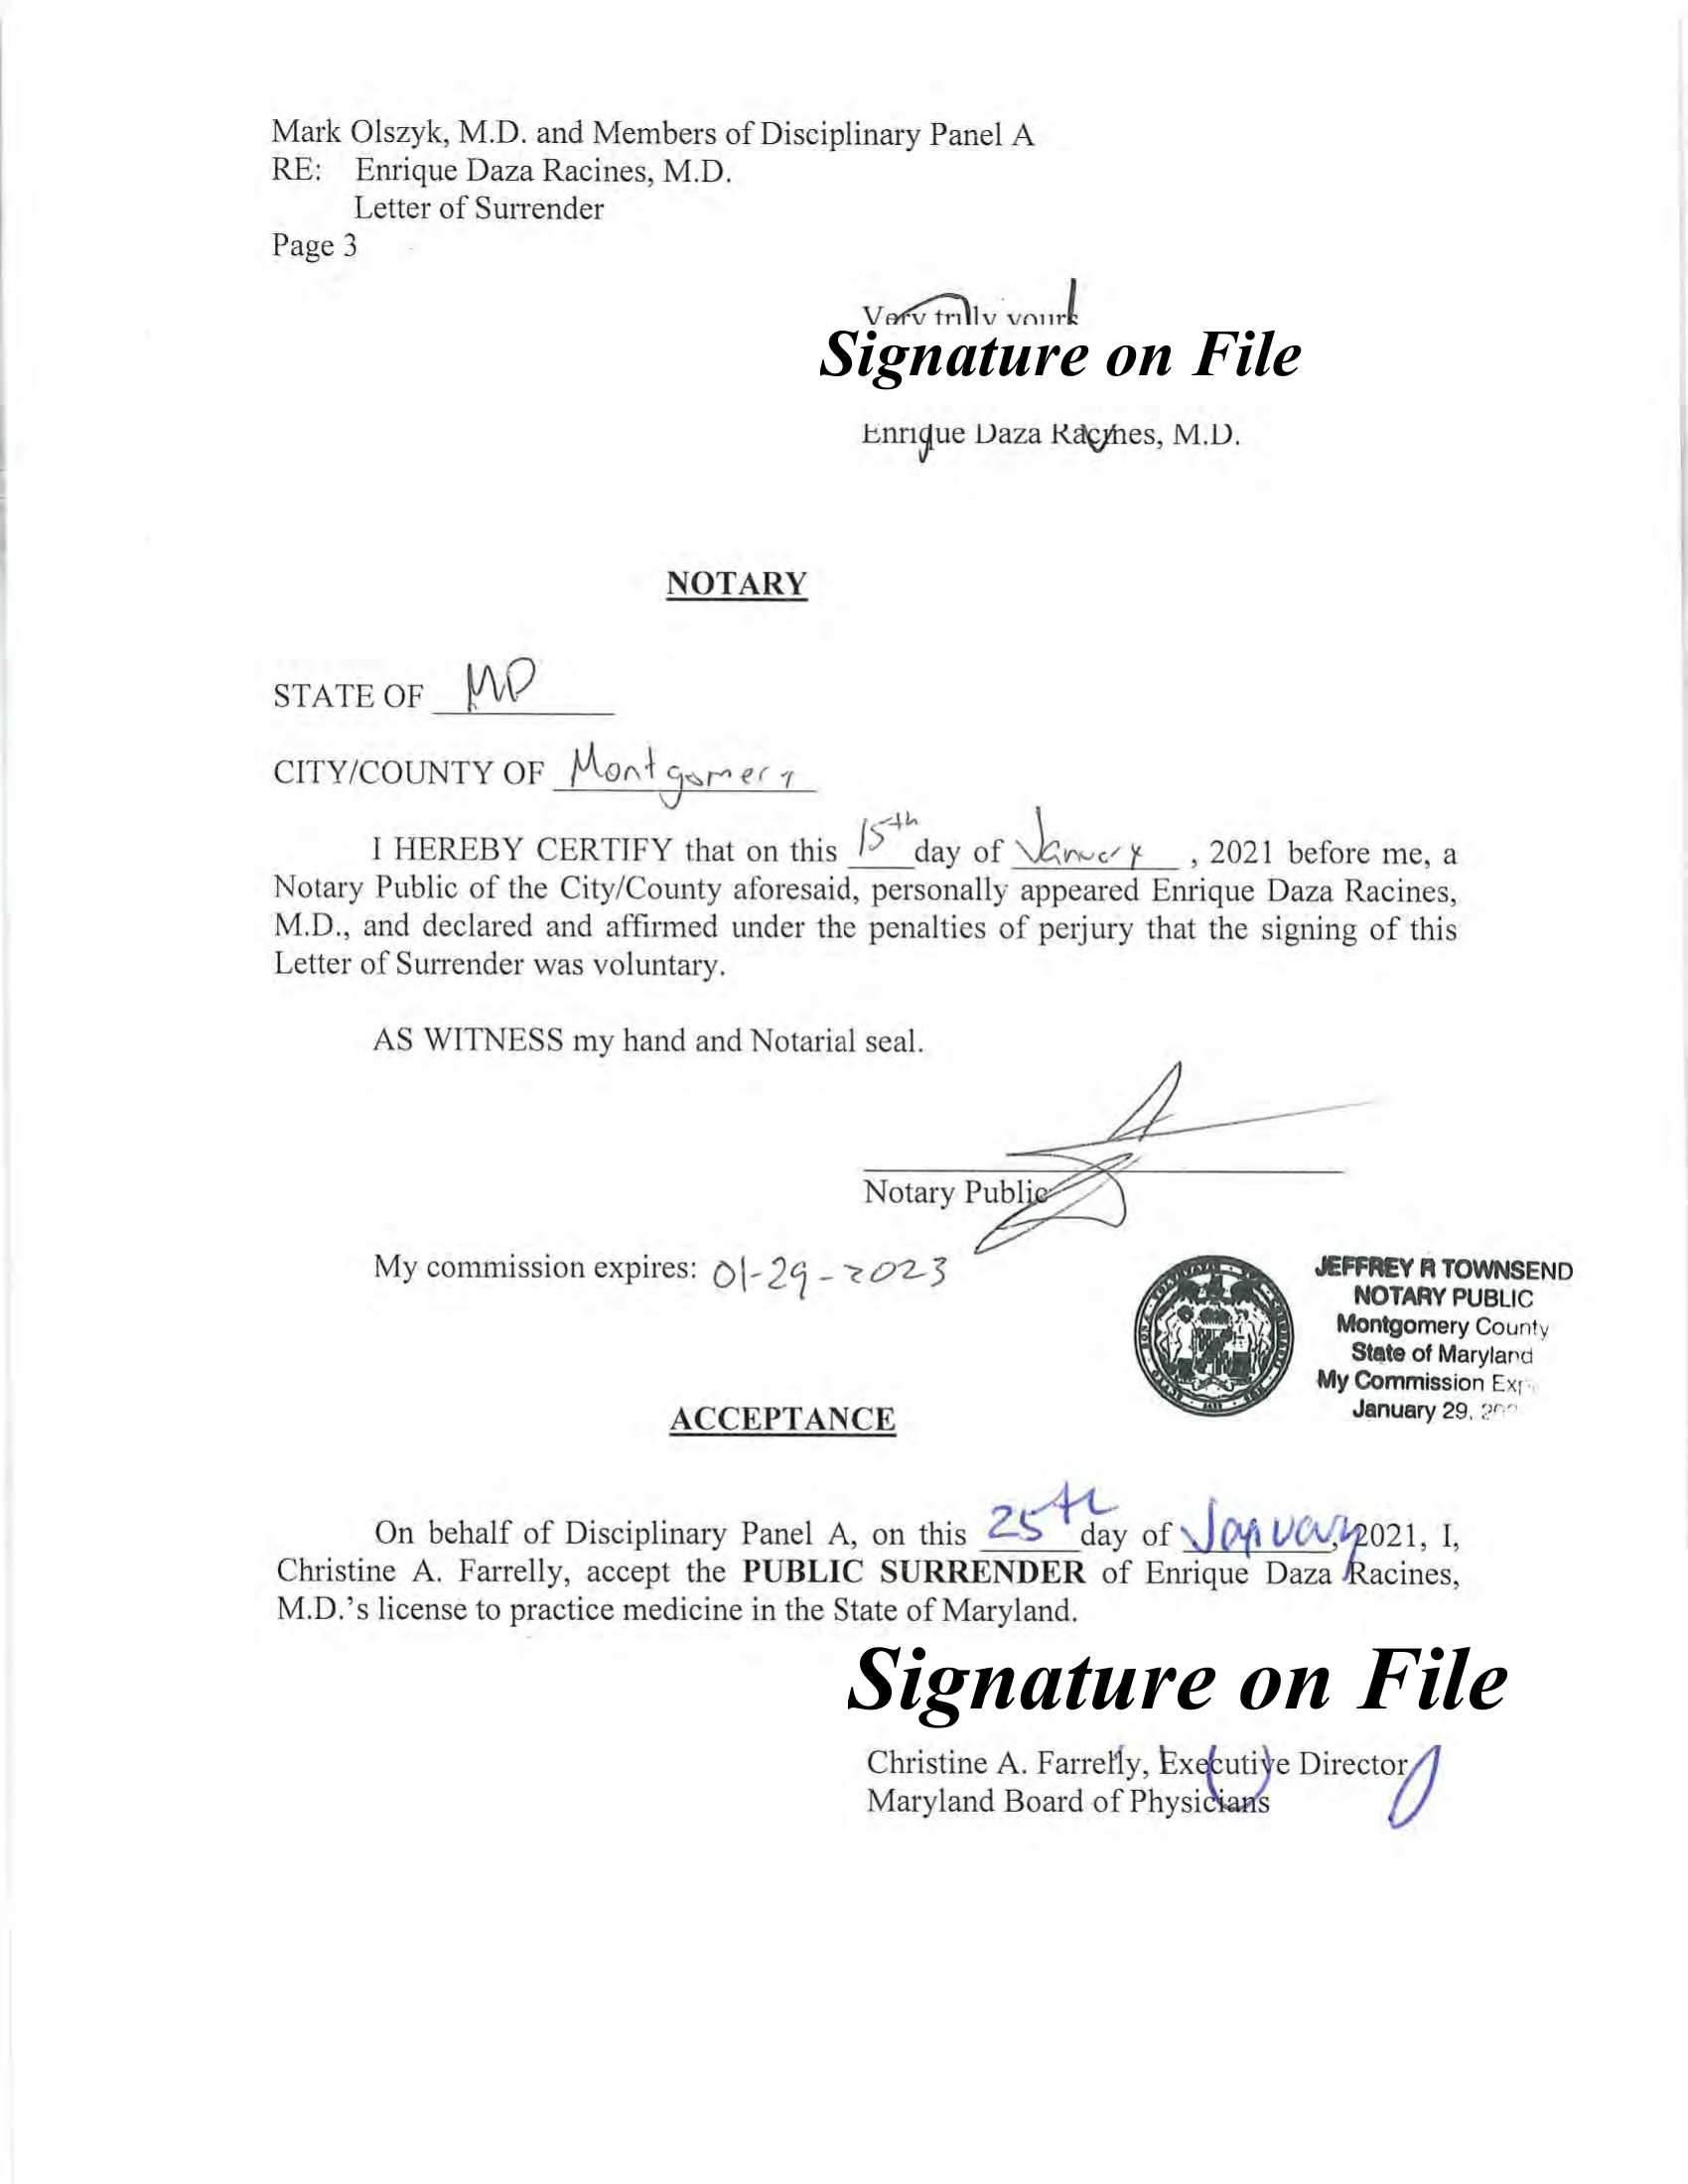 Mark Olszyk, M.D. and Members of Disciplinary Panel A
RE: Enrique Daza Racines, M.D.
Letter of Surrender
Page 3
Very truly yours
Signature on File
Enrique Daza Racines, M.D.
NOTARY
STATE OF MD
CITY/COUNTY OF Montgomery
I HEREBY CERTIFY that on this 15th day of January, 2021 before me, a
Notary Public of the City/County aforesaid, personally appeared Enrique Daza Racines,
M.D., and declared and affirmed under the penalties of perjury that the signing of this
Letter of Surrender was voluntary.
AS WITNESS my hand and Notarial seal.
Notary Public
My commission expires: 01-29-2023
JEFFREY R TOWNSEND
NOTARY PUBLIC
Montgomery County
State of Maryland
My Commission
January 29,
ACCEPTANCE
On behalf of Disciplinary Panel A, on this 25th day of January, 2021, I,
Christine A. Farrelly, accept the PUBLIC SURRENDER of Enrique Daza Racines,
M.D.'s license to practice medicine in the State of Maryland.
Signature on File
Christine A. Farrelly, Executive Director
Maryland Board of Physicians